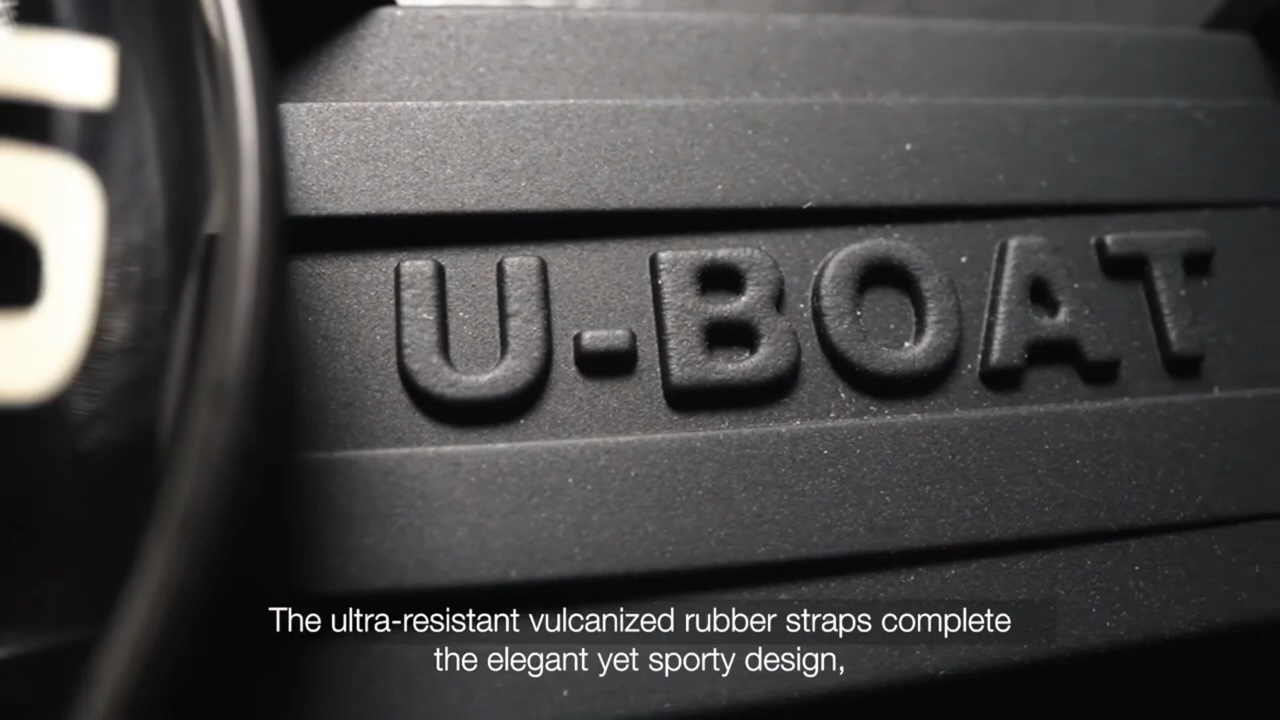 U-BOAT
The ultra-resistant vulcanized rubber straps complete
the elegant yet sporty design,